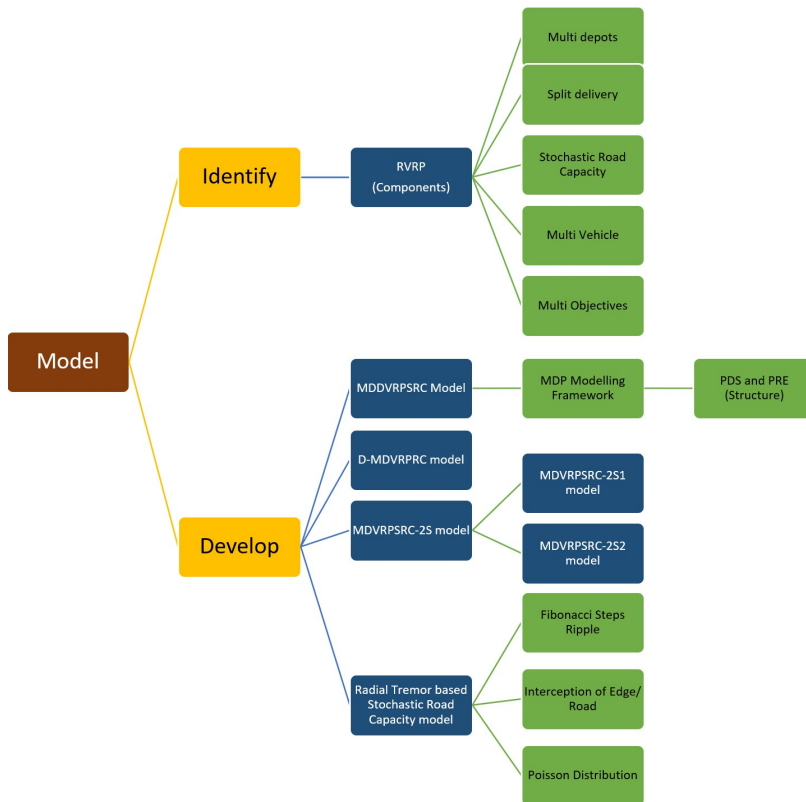 Model
Identify
RVRP
(Components)
Multi depots
Split delivery
Stochastic Road
Capacity
Multi Vehicle
Multi Objectives
Develop
MDDVRPSRC Model
MDP Modelling
Framework
PDS and PRE
(Structure)
D-MDVRPRC model
MDVRPSRC-2S model
MDVRPSRC-2S1
model
MDVRPSRC-2S2
model
Radial Tremor based
Stochastic Road
Capacity model
Fibonacci Steps
Ripple
Interception of Edge/
Road
Poisson Distribution